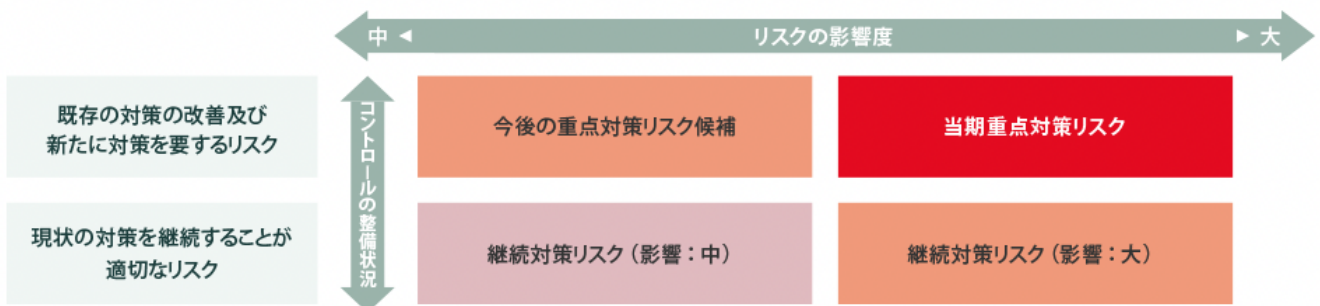 中 ◀ リスクの影響度 ▶ 大
既存の対策の改善及び
新たに対策を要するリスク
コントロールの整備状況
今後の重点対策リスク候補
当期重点対策リスク
現状の対策を継続することが
適切なリスク
継続対策リスク（影響：中）
継続対策リスク（影響：大）